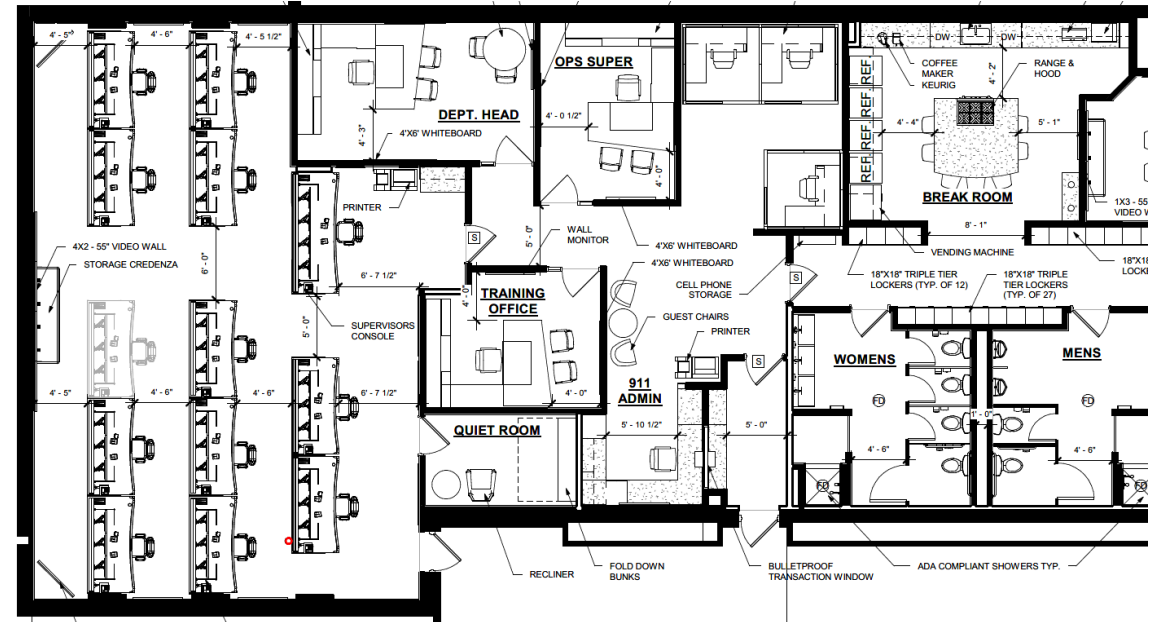 4' - 5"
4' - 6"
4' - 5 1/2"
DEPT. HEAD
4' - 3"
4'X6' WHITEBOARD
OPS SUPER
4' - 0 1/2"
4' - 0"
DW
DW
COFFEE
MAKER
KEURIG
4' - 2"
RANGE &
HOOD
REF.
REF.
REF.
REF
4' - 4"
5' - 1"
BREAK ROOM
8' - 1"
1X3 - 55
VIDEO W
PRINTER
S
5' - 0"
WALL
MONITOR
4'X6' WHITEBOARD
4'X6' WHITEBOARD
CELL PHONE
STORAGE
S
VENDING MACHINE
18"X18" TRIPLE TIER
LOCKERS (TYP. OF 12)
18"X18" TRIPLE
TIER LOCKERS
(TYP. OF 27)
18"X18
LOCKE
4X2 - 55" VIDEO WALL
STORAGE CREDENZA
6' - 0"
6' - 7 1/2"
4' - 0"
TRAINING
OFFICE
SUPERVISORS
CONSOLE
5' - 0"
GUEST CHAIRS
PRINTER
S
WOMENS
MENS
4' - 5"
4' - 6"
4' - 6"
6' - 7 1/2"
4' - 0"
911
ADMIN
FD
FD
1' - 0"
QUIET ROOM
5' - 10 1/2"
5' - 0"
4' - 6"
4' - 6"
FD
FD
RECLINER
FOLD DOWN
BUNKS
BULLETPROOF
TRANSACTION WINDOW
ADA COMPLIANT SHOWERS TYP.